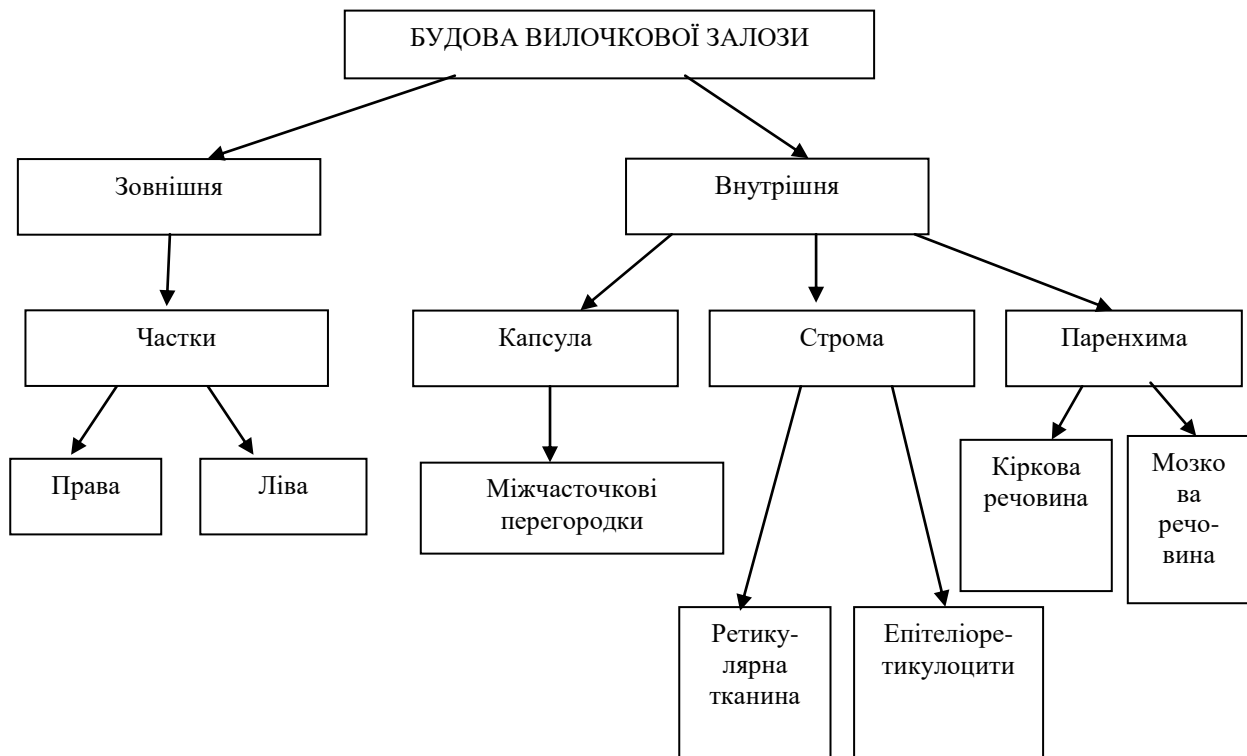 БУДОВА ВИЛОЧКОВОЇ ЗАЛОЗИ
Зовнішня
Внутрішня
Частки
Капсула
Строма
Паренхима
Права
Ліва
Міжчасточкові
перегородки
Кіркова
речовина
Мозко
ва
речо-
вина
Ретику-
лярна
тканина
Епітеліоре-
тикулоцити